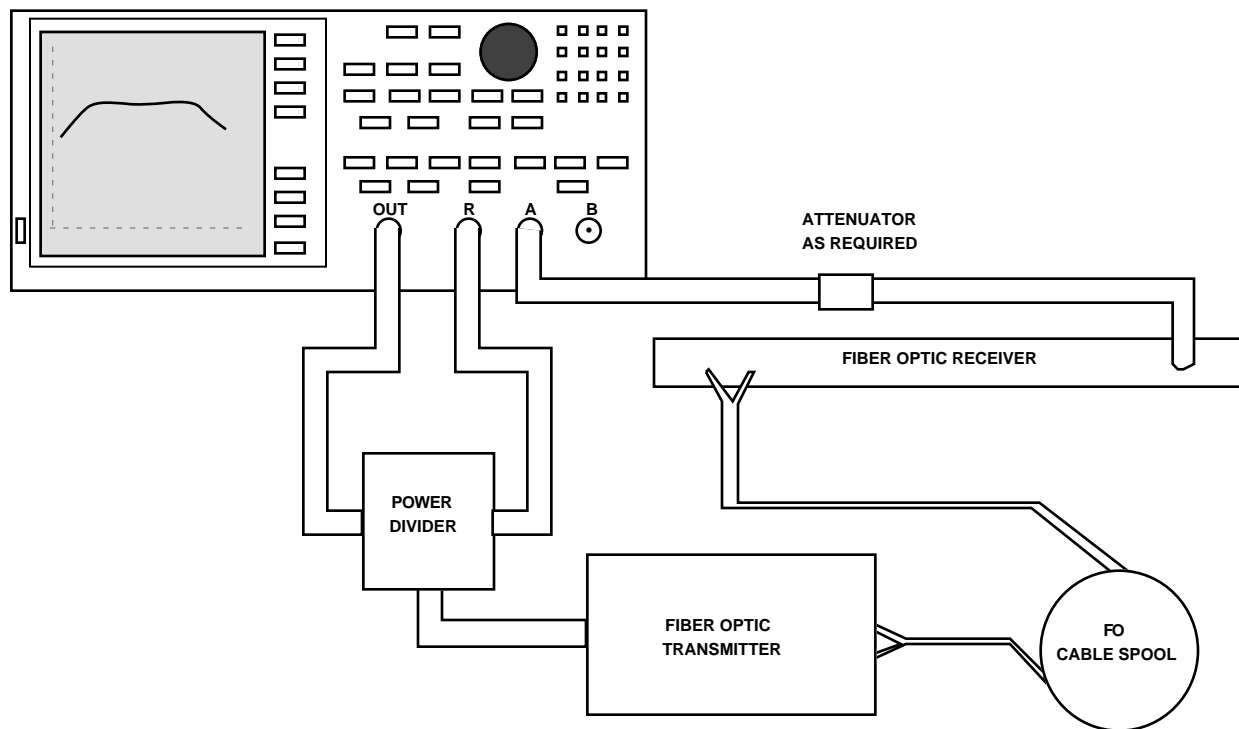 OUT R A B
ATTENUATOR
AS REQUIRED
FIBER OPTIC RECEIVER
POWER
DIVIDER
FIBER OPTIC
TRANSMITTER
FO
CABLE SPOOL